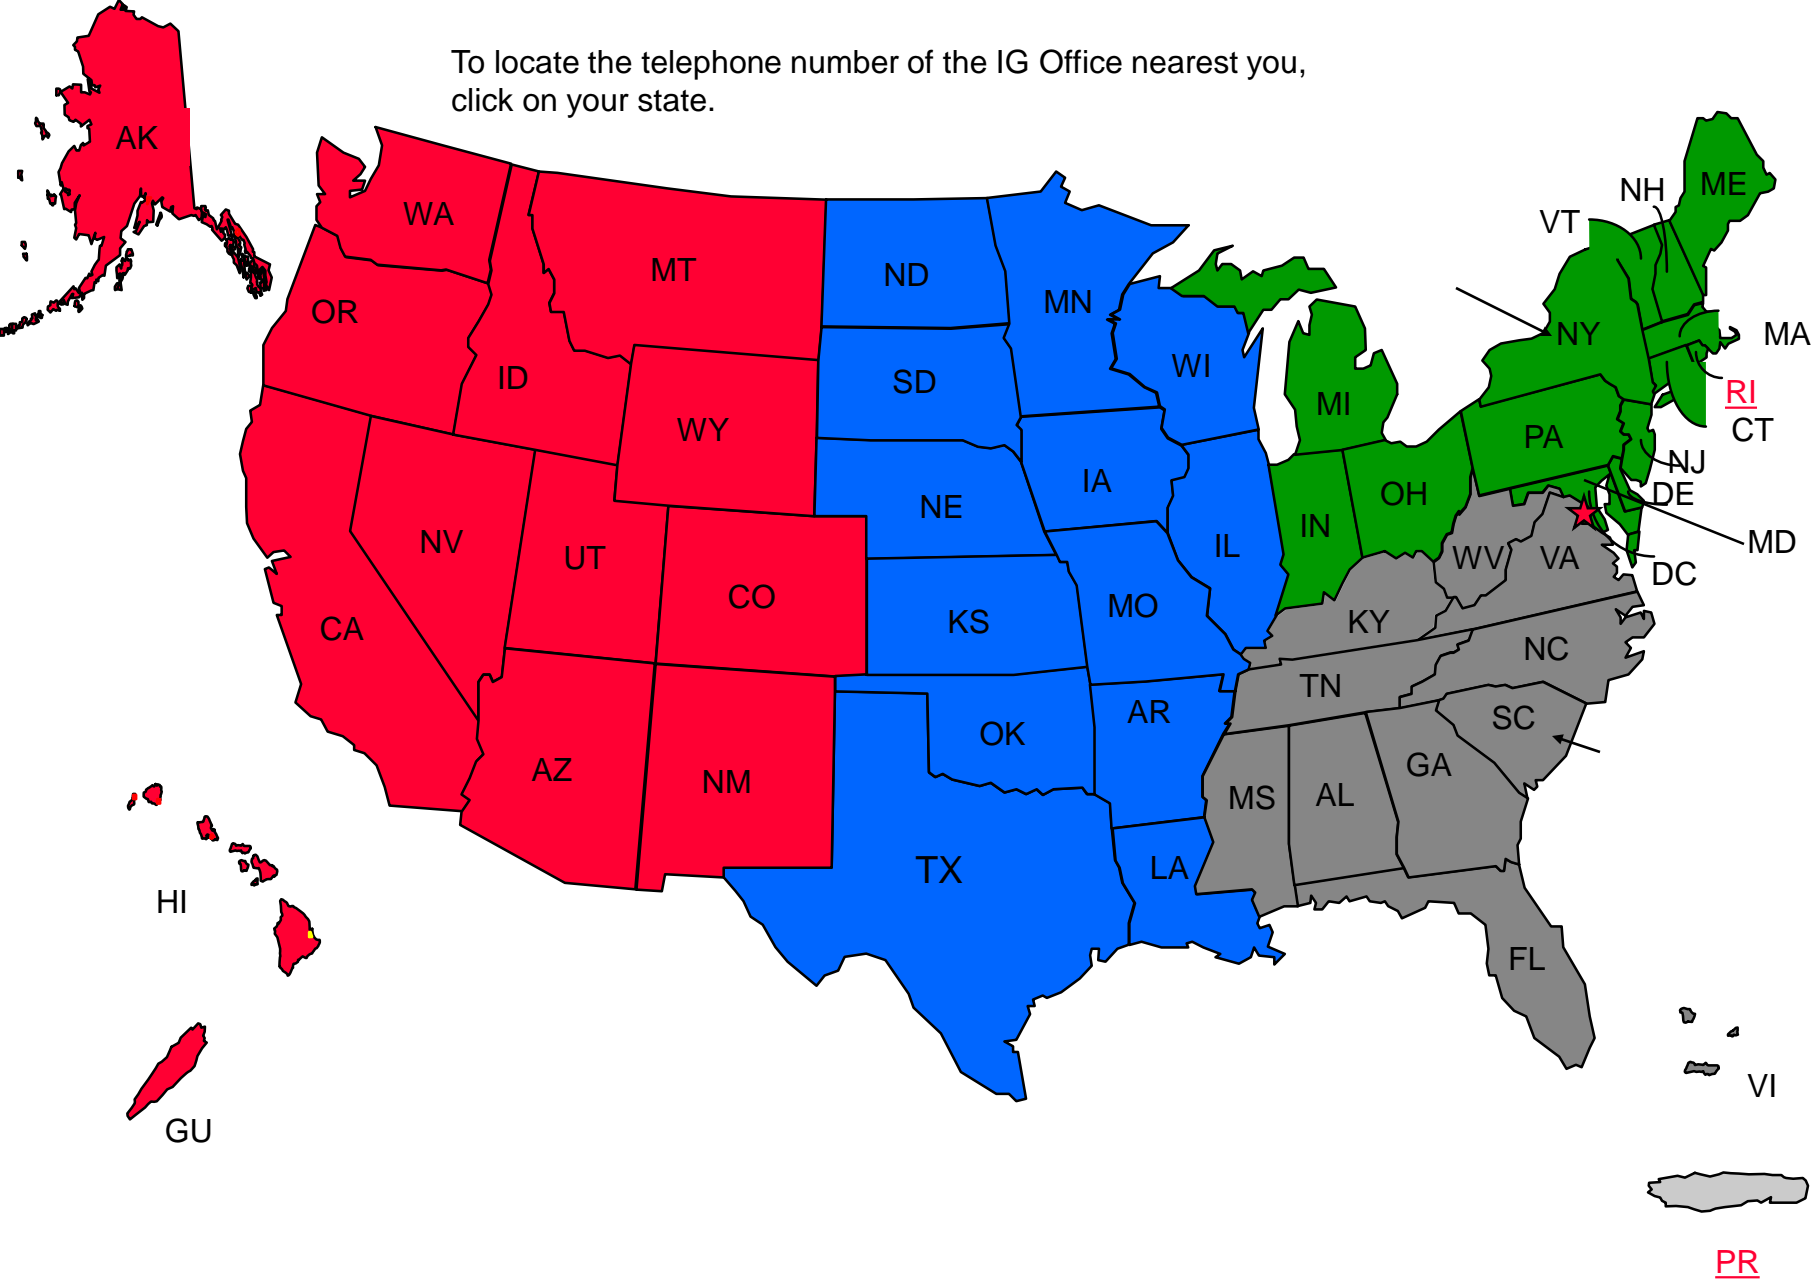 To locate the telephone number of the IG Office nearest you,
click on your state.
AK
WA
OR
MT
ID
WY
NV
UT
CO
CA
AZ
NM
HI
GU
ND
SD
NE
KS
OK
TX
MN
IA
MO
AR
LA
WI
IL
MI
IN
OH
PA
NY
VT
NH
ME
MA
RI
CT
NJ
DE
MD
DC
WV
VA
KY
NC
TN
SC
MS
AL
GA
FL
VI
PR